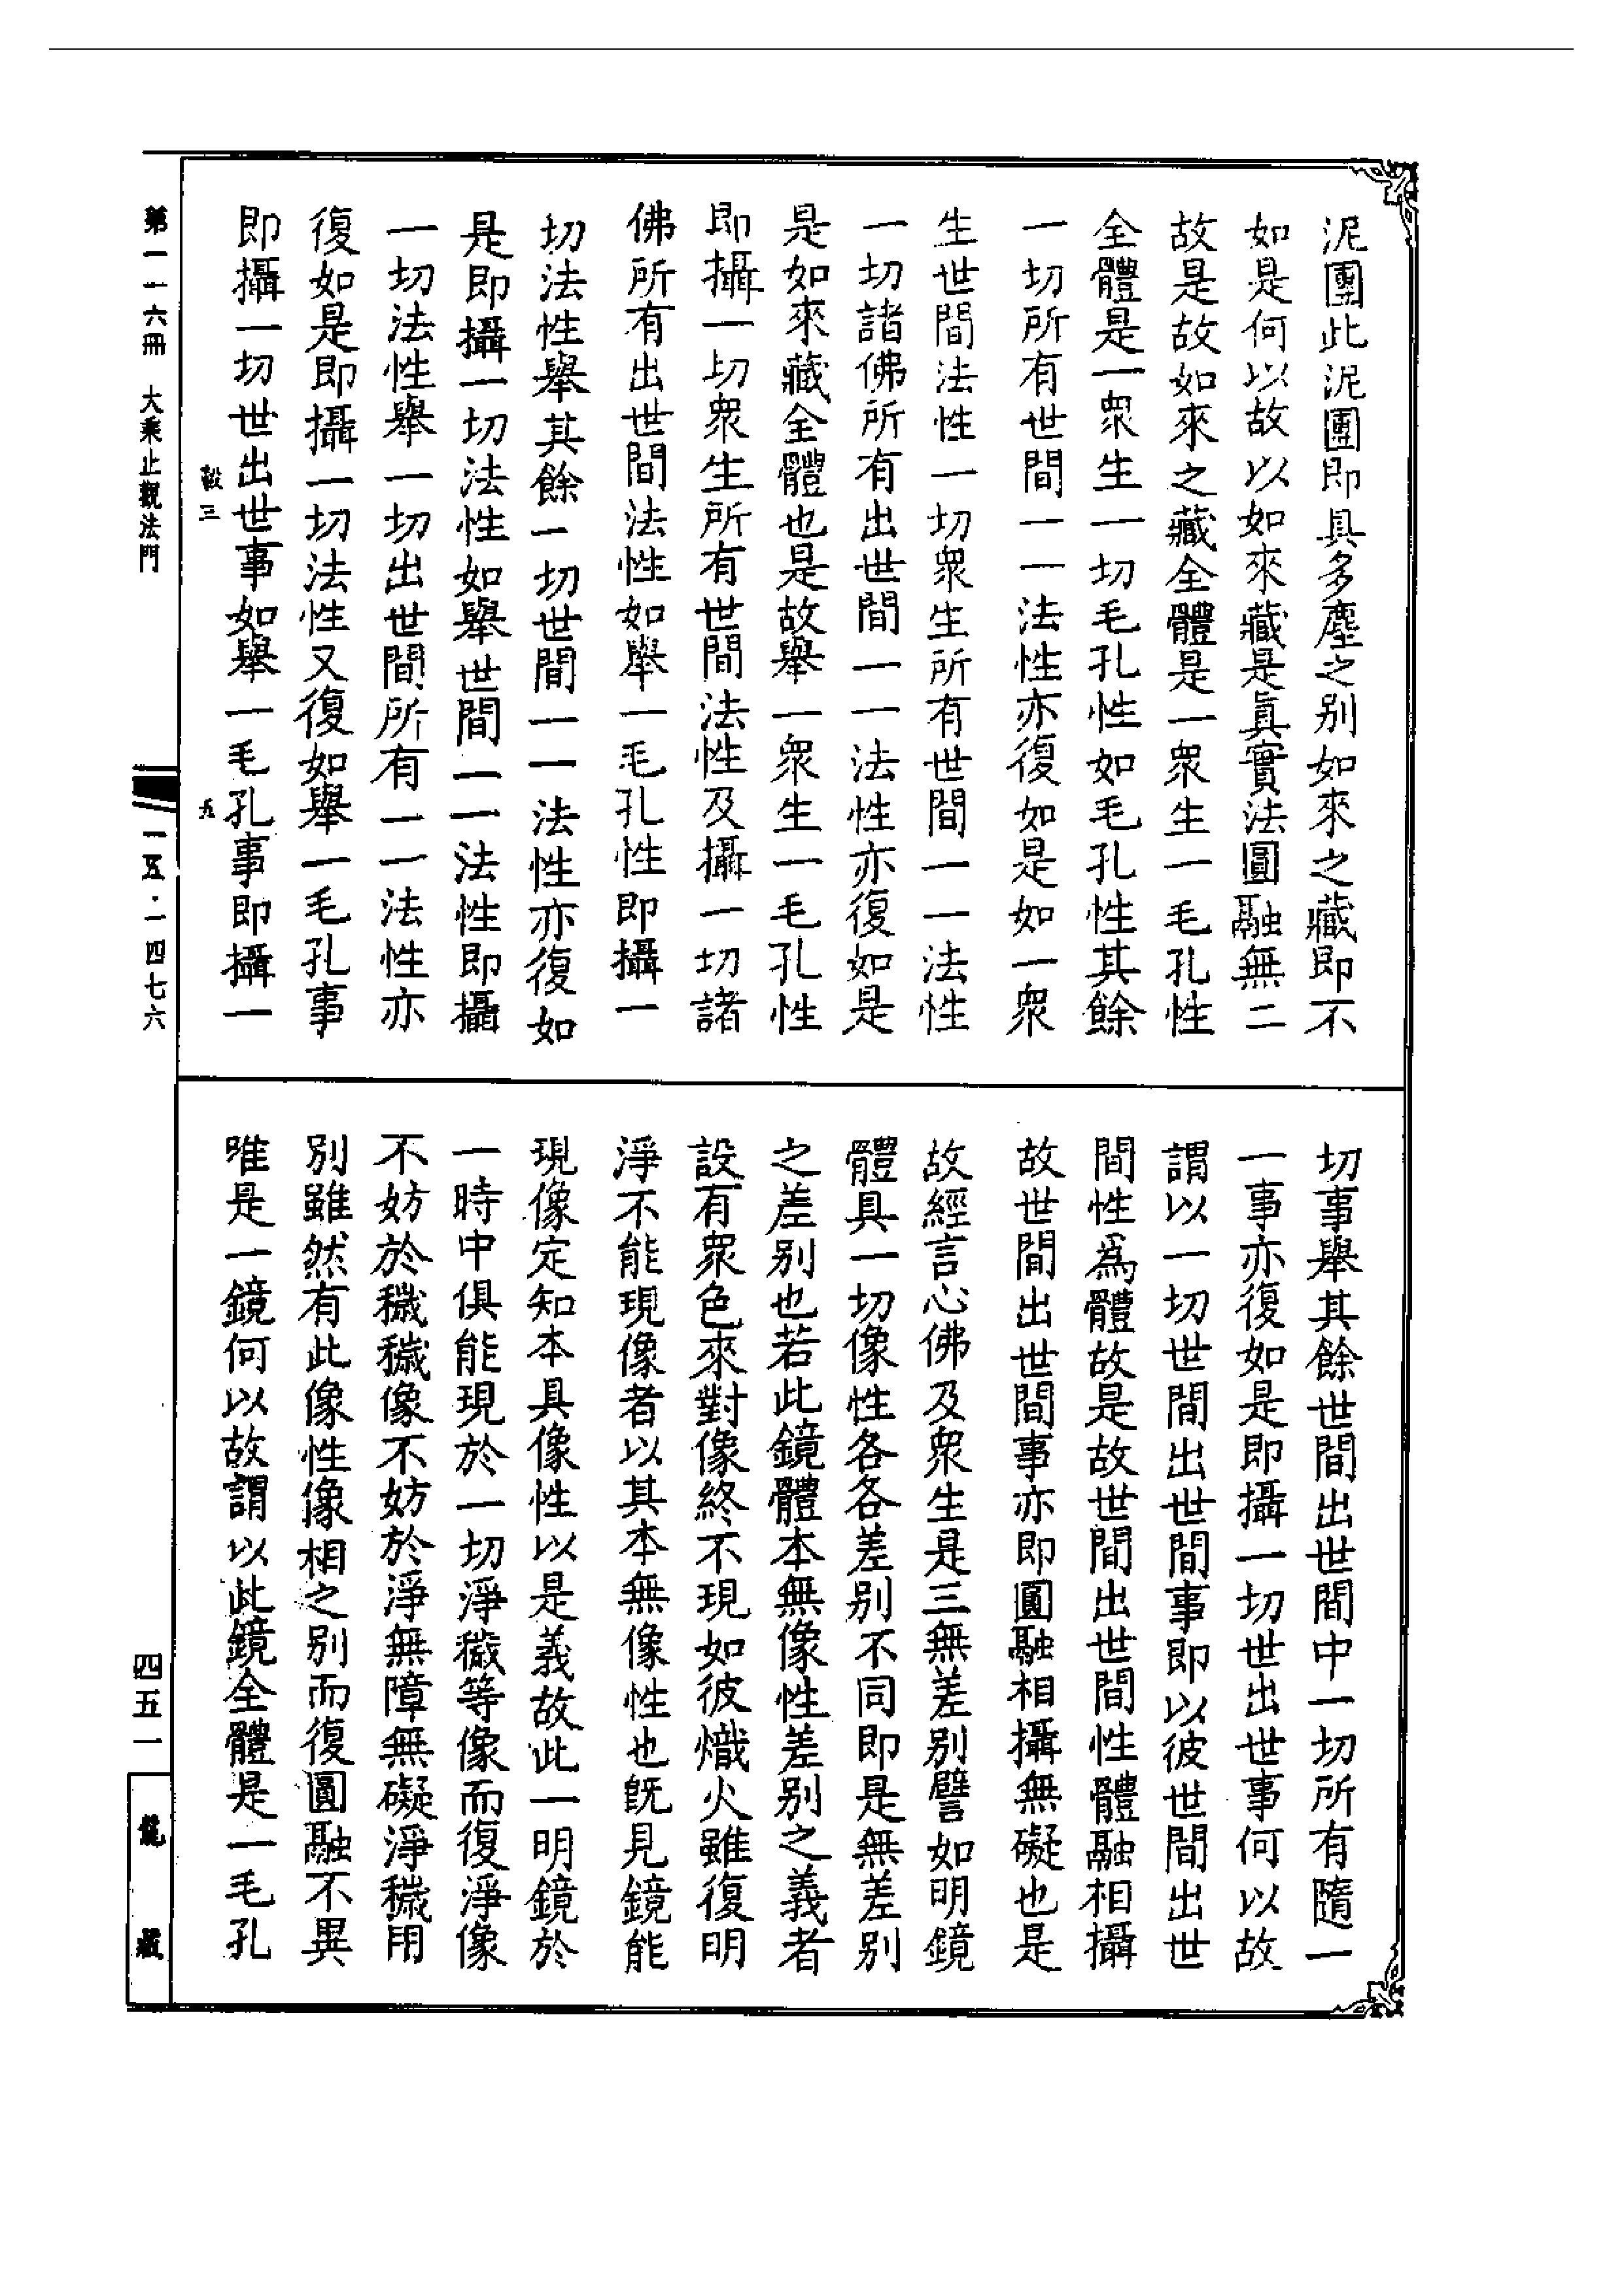 泥團此泥團即具多塵之别如來之藏即不
如是何以故以如來藏是真實法圓融無二
故是故如來之藏全體是一衆生一毛孔性
全體是一衆生一切毛孔性如毛孔性其餘
一切所有世間一一法性亦復如是如一衆
生世間法性一切衆生所有世間一一法性
一切諸佛所有出世間一一法性亦復如是
是如來藏全體也是故舉一衆生一毛孔性
即攝一切衆生所有世間法性及攝一切諸
佛所有出世間法性如舉一毛孔性即攝一
切法性舉其餘一切世間一一法性亦復如
是即攝一切法性如舉世間一一法性即攝
一切法性舉一切出世間所有一一法性亦
復如是即攝一切法性又復如舉一毛孔事
即攝一切世出世事如舉一毛孔事即攝一
切事舉其餘世間出世間中一切所有隨一
一事亦復如是即攝一切世出世事何以故
謂以一切世間出世間事即以彼世間出世
間性爲體故是故世間出世間性體融相攝
故世間出世間事亦即圓融相攝無礙也是
故經言心佛及衆生是三無差别譬如明鏡
體具一切像性各各差别不同即是無差别
之差别也若此鏡體本無像性差别之義者
設有衆色來對像終不現如彼熾火雖復明
淨不能現像者以其本無像性也既見鏡能
現像定知本具像性以是義故此一明鏡於
一時中俱能現於一切淨穢等像而復淨像
不妨於穢穢像不妨於淨無障無礙淨穢用
别雖然有此像性像相之别而復圓融不異
唯是一鏡何以故謂以此鏡全體是一毛孔
第一一六冊 大乘止觀法門
一五·一四七六
四五一
龍藏
三
五